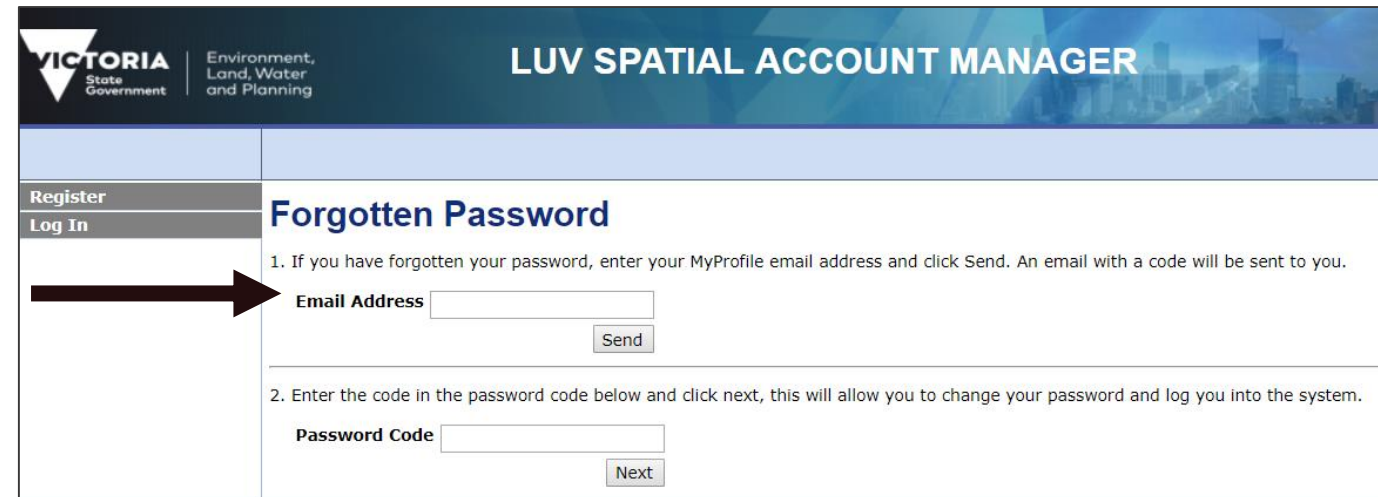 VICTORIA
State
Government
Environment,
Land, Water
and Planning
LUV SPATIAL ACCOUNT MANAGER
Register
Log In
Forgotten Password
1. If you have forgotten your password, enter your MyProfile email address and click Send. An email with a code will be sent to you.
Email Address
Send
2. Enter the code in the password code below and click next, this will allow you to change your password and log you into the system.
Password Code
Next